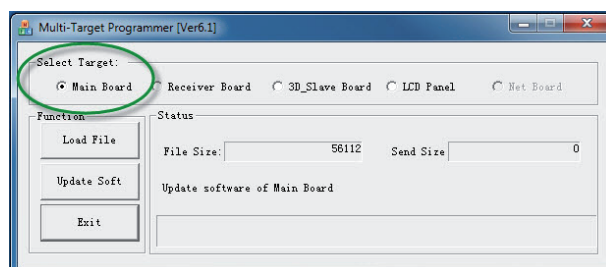 Multi-Target Programmer [Ver6.1]
Select Target:
Main Board Receiver Board 3D_Slave Board LCD Panel Net Board
Function Status
Load File
File Size: 56112 Send Size 0
Update Soft
Update software of Main Board
Exit